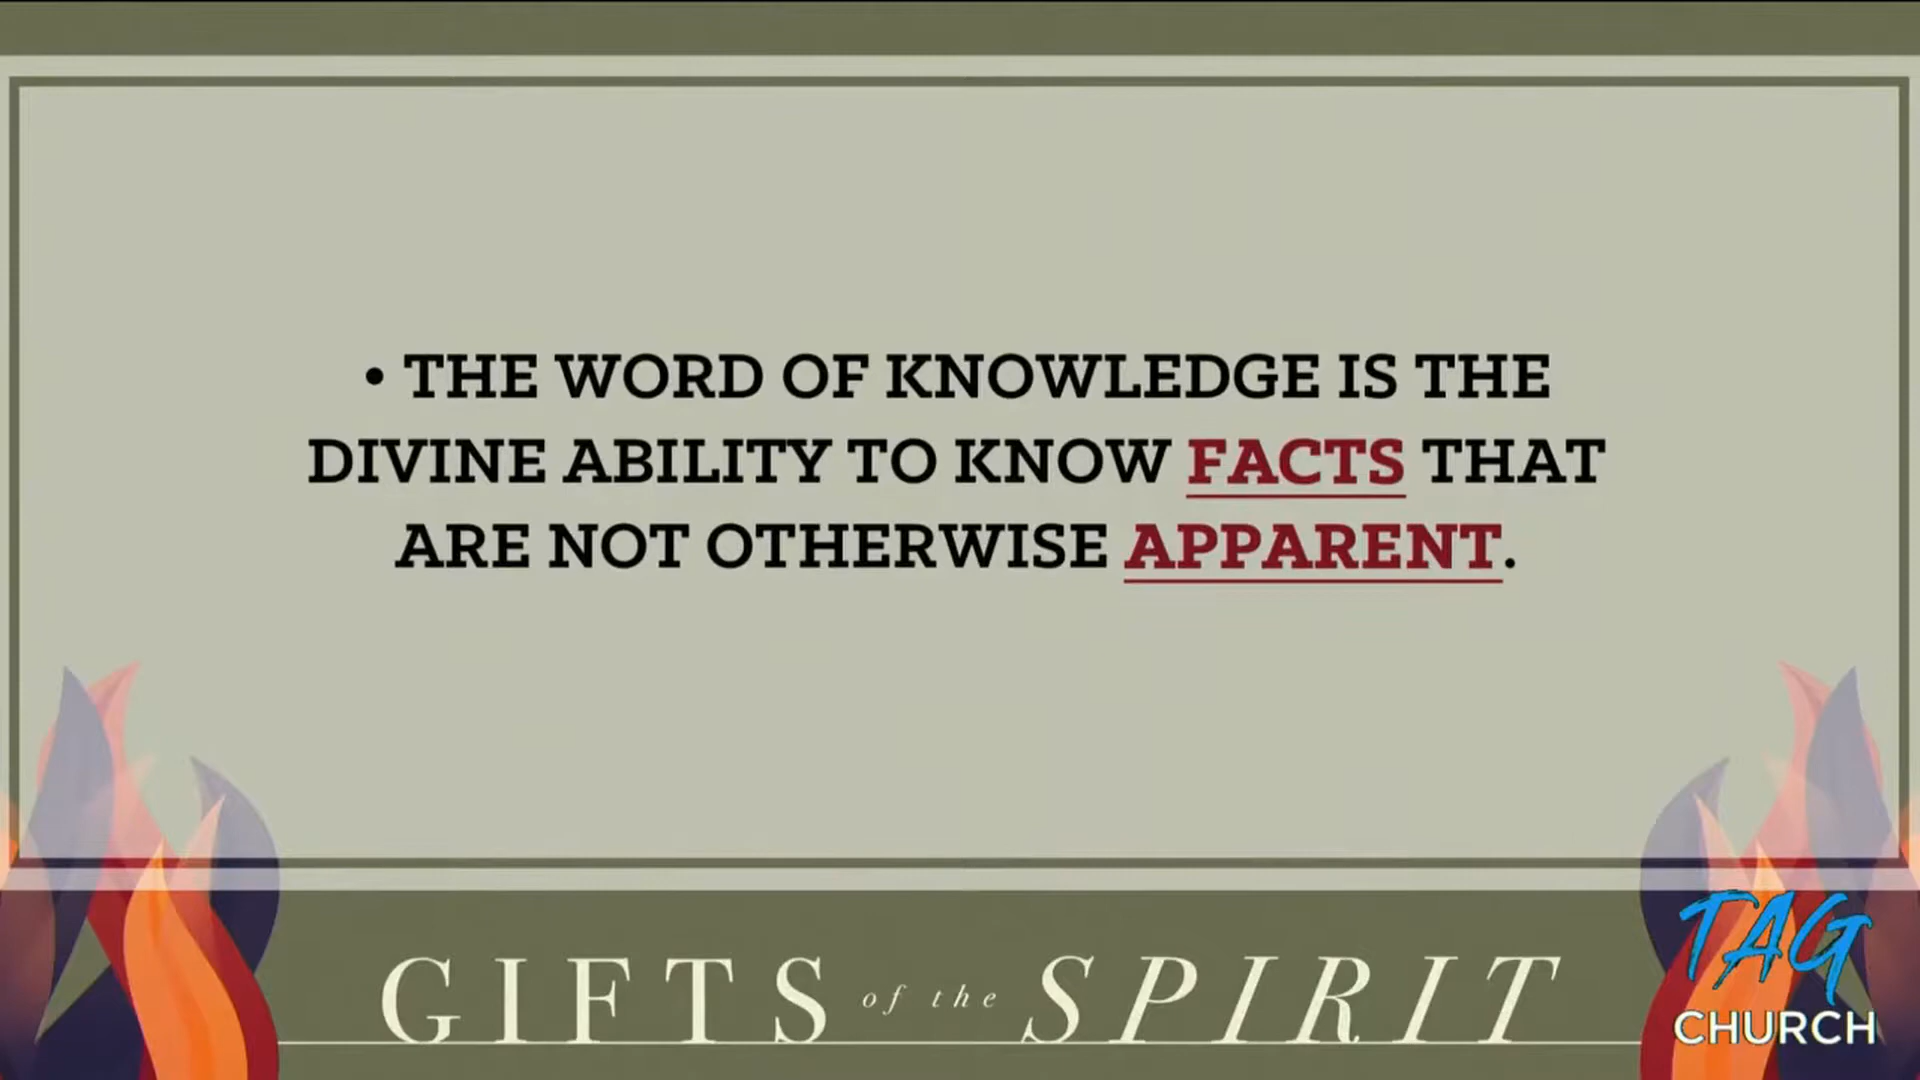 • THE WORD OF KNOWLEDGE IS THE
DIVINE ABILITY TO KNOW FACTS THAT
ARE NOT OTHERWISE APPARENT.
GIFTS of the SPIRIT
TAG
CHURCH